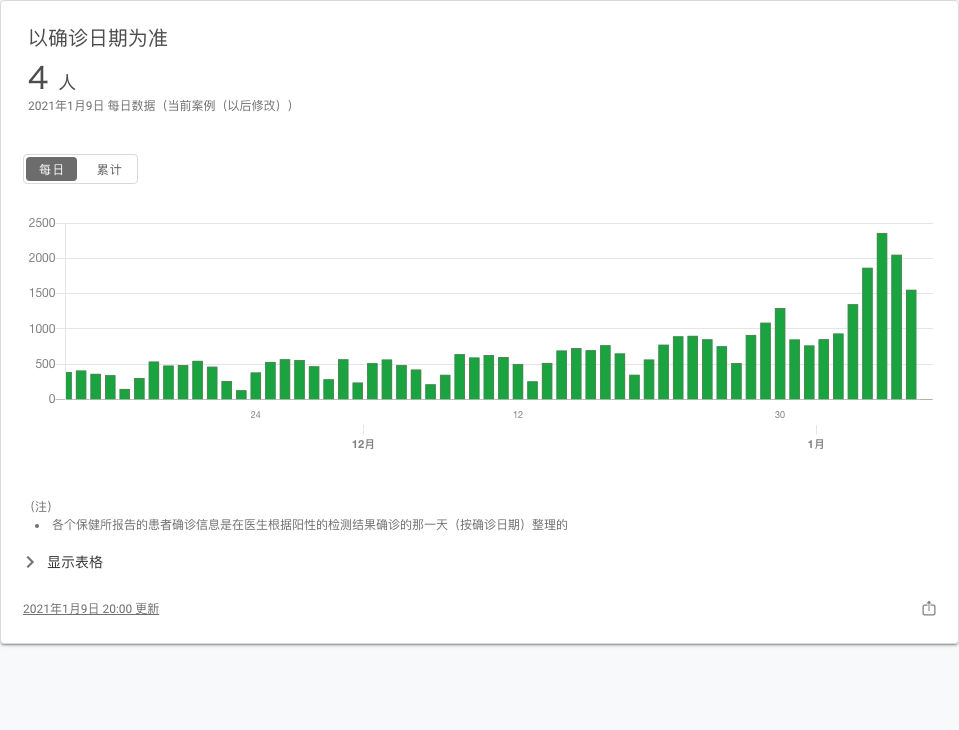 以确诊日期为准
4 人
2021年1月9日 每日数据（当前案例（以后修改））
每日 累计
2500
2000
1500
1000
500
0
24 12 30
12月 1月
（注）
• 各个保健所报告的患者确诊信息是在医生根据阳性的检测结果确诊的那一天（按确诊日期）整理的
显示表格
2021年1月9日 20:00 更新